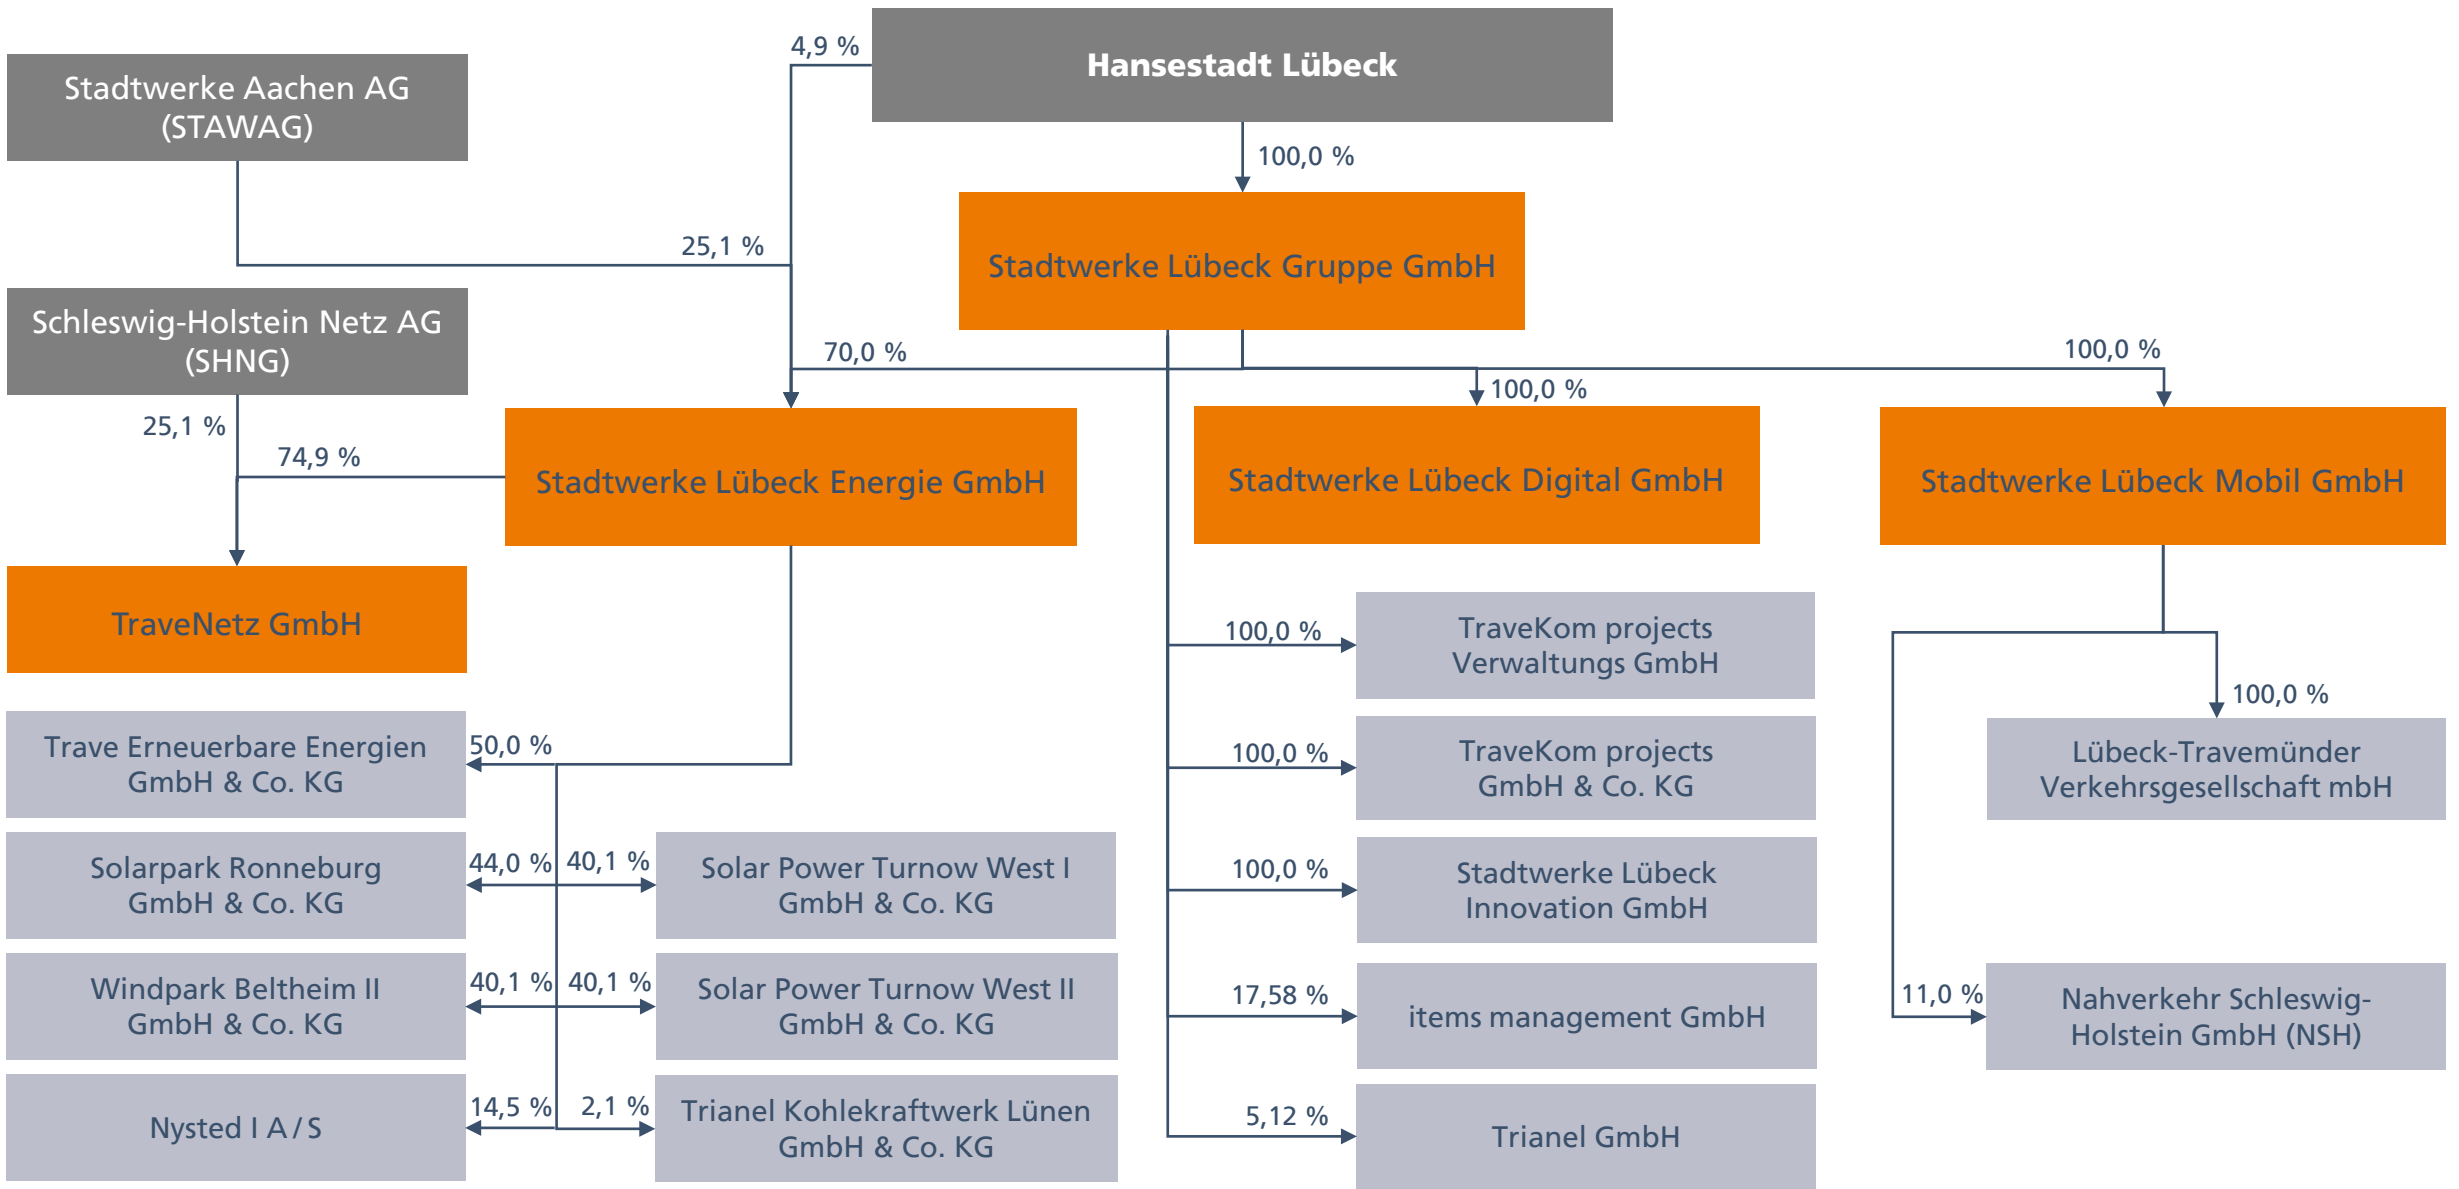 4,9 %
Hansestadt Lübeck
Stadtwerke Aachen AG
(STAWAG)
100,0 %
25,1 %
Stadtwerke Lübeck Gruppe GmbH
Schleswig-Holstein Netz AG
(SHNG)
70,0 %
100,0 %
100,0 %
25,1 %
74,9 %
Stadtwerke Lübeck Energie GmbH
Stadtwerke Lübeck Digital GmbH
Stadtwerke Lübeck Mobil GmbH
TraveNetz GmbH
100,0 %
TraveKom projects
Verwaltungs GmbH
100,0 %
Trave Erneuerbare Energien
GmbH & Co. KG
50,0 %
100,0 %
TraveKom projects
GmbH & Co. KG
Lübeck-Travemünder
Verkehrsgesellschaft mbH
Solarpark Ronneburg
GmbH & Co. KG
44,0 %
40,1 %
Solar Power Turnow West I
GmbH & Co. KG
100,0 %
Stadtwerke Lübeck
Innovation GmbH
Windpark Beltheim II
GmbH & Co. KG
40,1 %
40,1 %
Solar Power Turnow West II
GmbH & Co. KG
17,58 %
items management GmbH
11,0 %
Nahverkehr Schleswig-
Holstein GmbH (NSH)
Nysted I A/S
14,5 %
2,1 %
Trianel Kohlekraftwerk Lünen
GmbH & Co. KG
5,12 %
Trianel GmbH